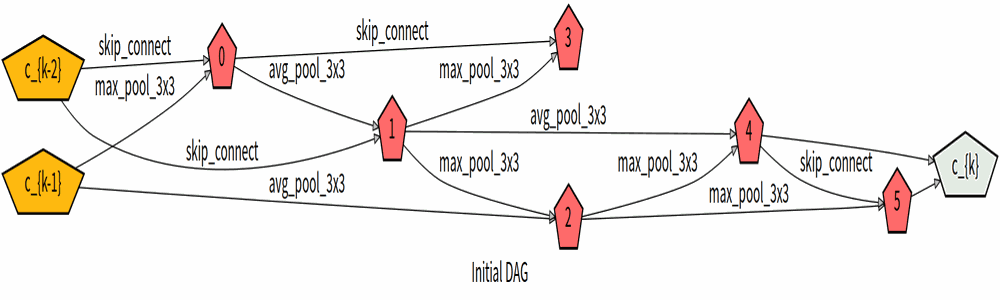 skip_connect
3
skip_connect
0
c_{k-2}
avg_pool_3x3
max_pool_3x3
max_pool_3x3
avg_pool_3x3
1
4
skip_connect
max_pool_3x3
max_pool_3x3
skip_connect
c_{k}
c_{k-1}
avg_pool_3x3
max_pool_3x3
5
2
Initial DAG